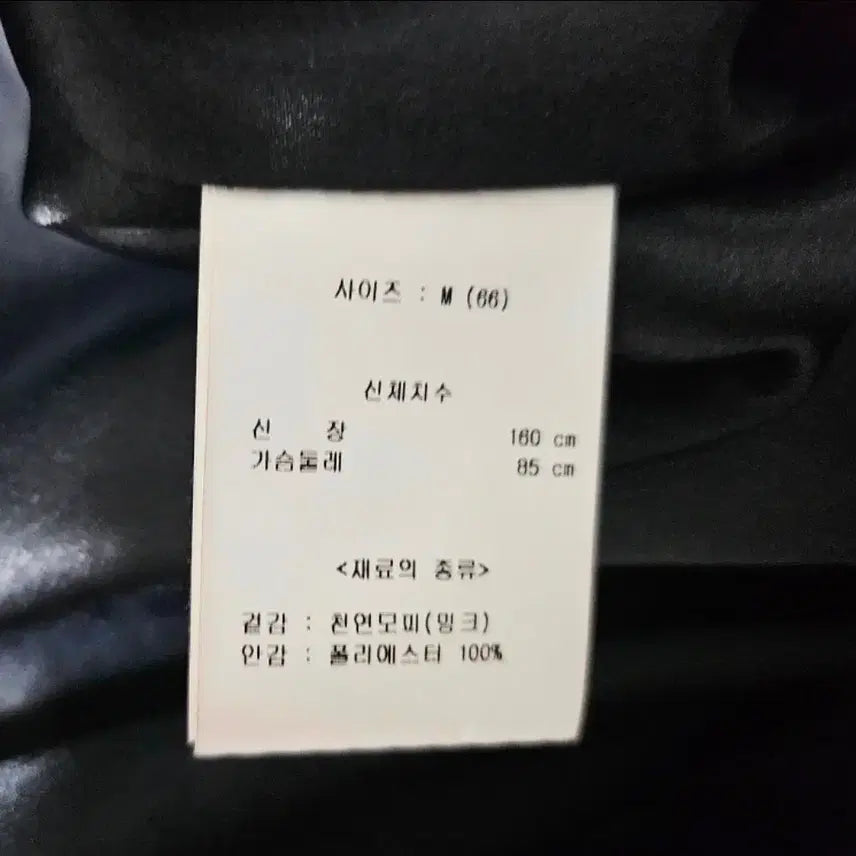 사이즈 : M (66)
신체치수
신 장 160 cm
가슴둘레 85 cm
<재료의 종류>
겉감 : 천연모피(밍크)
안감 : 폴리에스터 100%